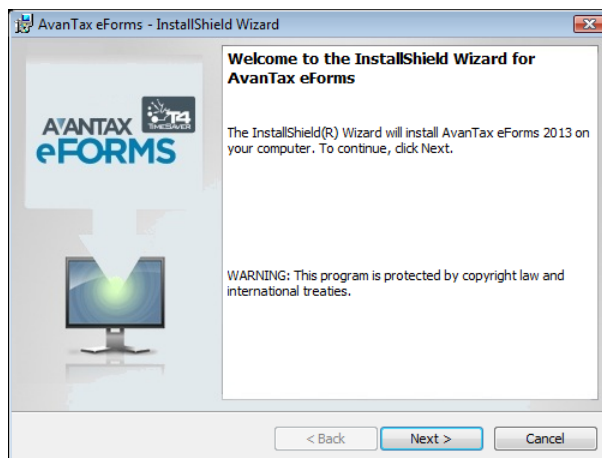 AvanTax eForms - InstallShield Wizard
Welcome to the InstallShield Wizard for
AvanTax eForms
T4
TIMESAVER
AVANTAX
eFORMS
The InstallShield(R) Wizard will install AvanTax eForms 2013 on
your computer. To continue, click Next.
WARNING: This program is protected by copyright law and
international treaties.
< Back
Next >
Cancel